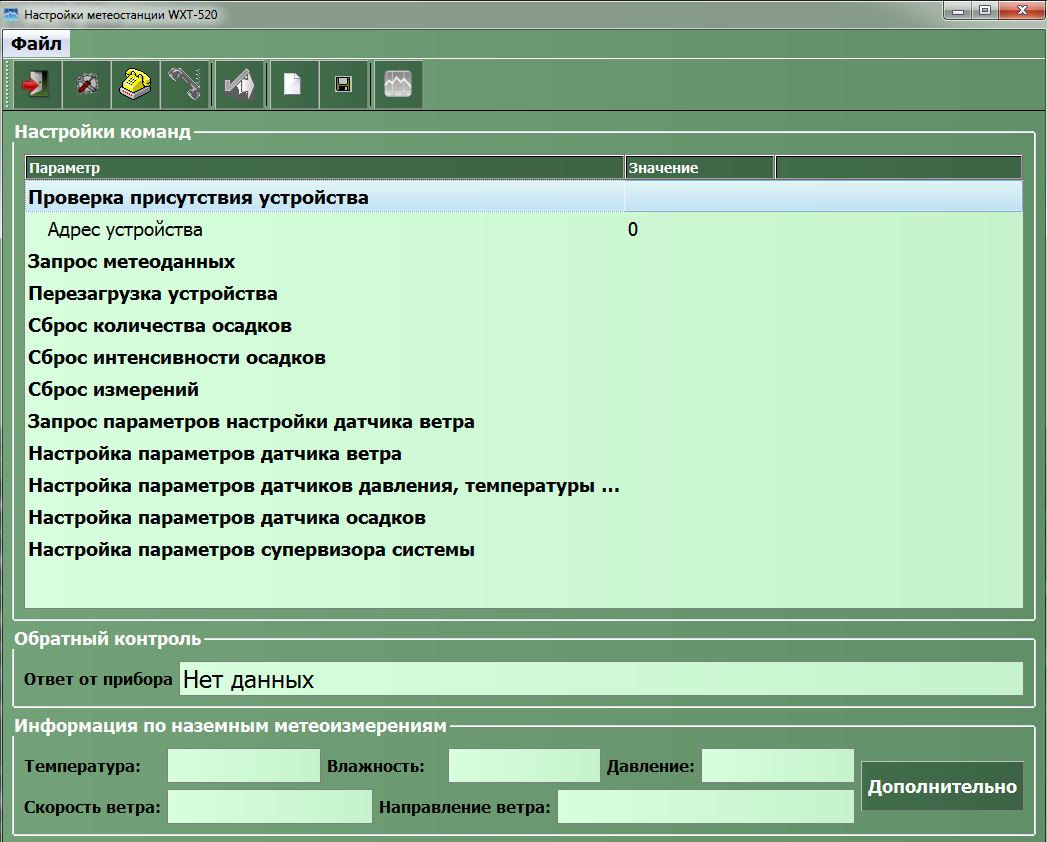 Настройки метеостанции WXT-520
Файл
Настройки команд
Параметр Значение
Проверка присутствия устройства
Адрес устройства 0
Запрос метеоданных
Перезагрузка устройства
Сброс количества осадков
Сброс интенсивности осадков
Сброс измерений
Запрос параметров настройки датчика ветра
Настройка параметров датчика ветра
Настройка параметров датчиков давления, температуры ...
Настройка параметров датчика осадков
Настройка параметров супервизора системы
Обратный контроль
Ответ от прибора Нет данных
Информация по наземным метеоизмерениям
Температура: Влажность: Давление:
Дополнительно
Скорость ветра: Направление ветра: